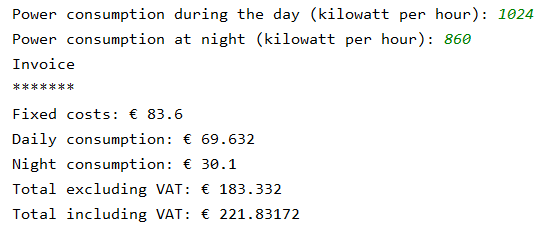 Power consumption during the day (kilowatt per hour): 1024
Power consumption at night (kilowatt per hour): 860
Invoice
*******
Fixed costs: € 83.6
Daily consumption: € 69.632
Night consumption: € 30.1
Total excluding VAT: € 183.332
Total including VAT: € 221.83172